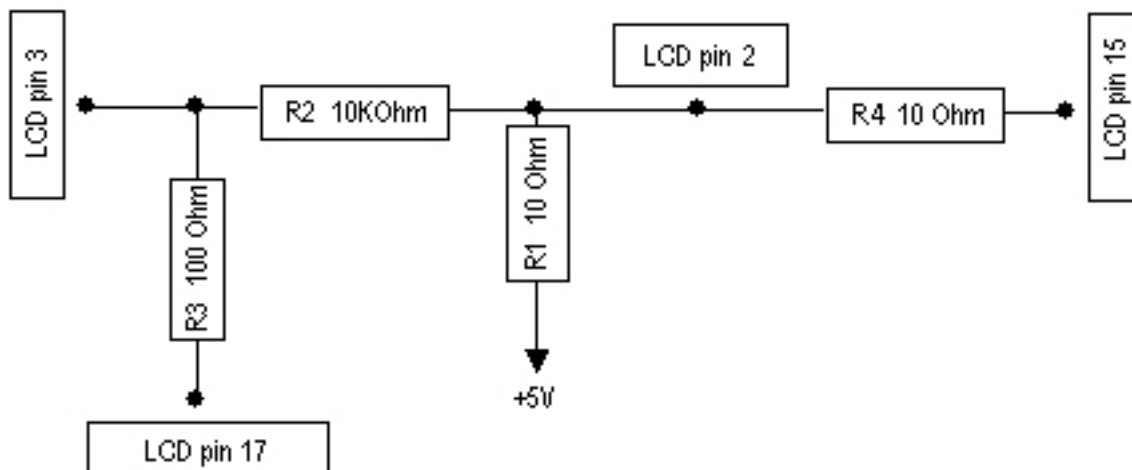 LCD pin 3
LCD pin 2
LCD pin 15
R2 10KOhm
R4 10 Ohm
R3 100 Ohm
R1 10 Ohm
+5V
LCD pin 17